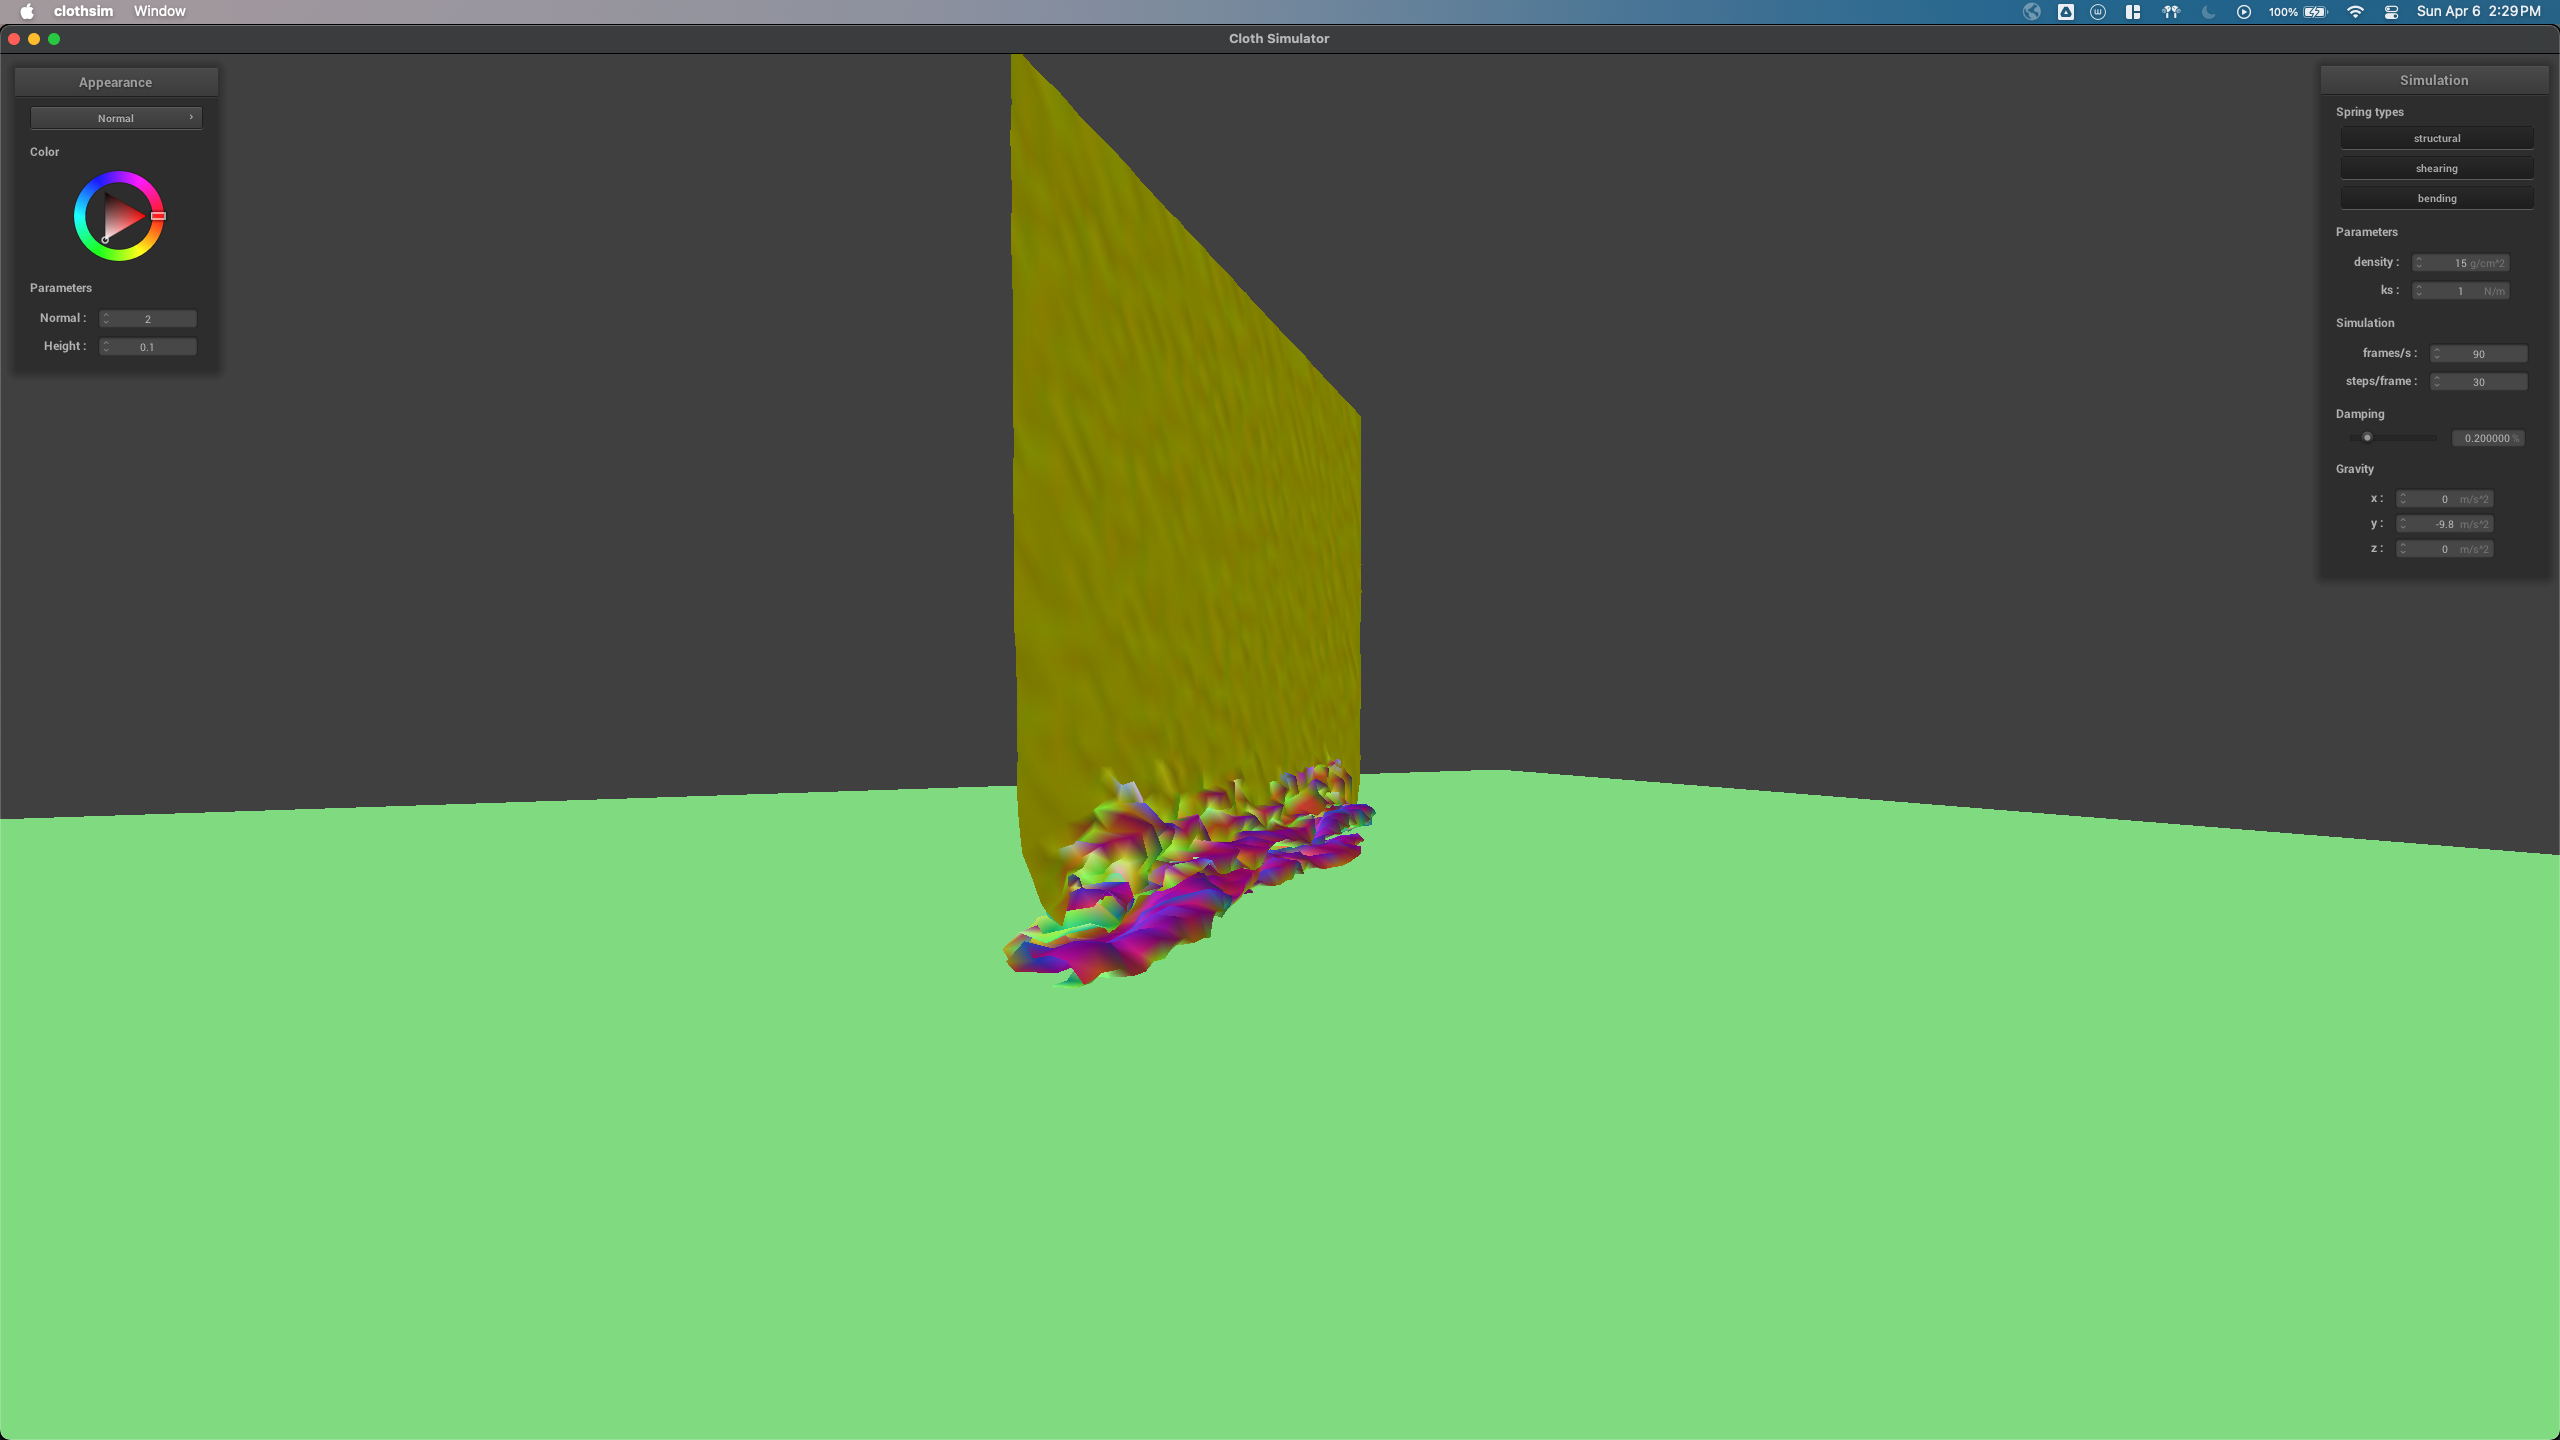 clothsim Window 100% Sun Apr 6 2:29 PM
Cloth Simulator
Appearance
Normal
Color
Parameters
Normal : 2
Height : 0.1
Simulation
Spring types
structural
shearing
bending
Parameters
density : 15 g/cm^2
ks : 1 N/m
Simulation
frames/s : 90
steps/frame : 30
Damping
0.200000 %
Gravity
x : 0 m/s^2
y : -9.8 m/s^2
z : 0 m/s^2